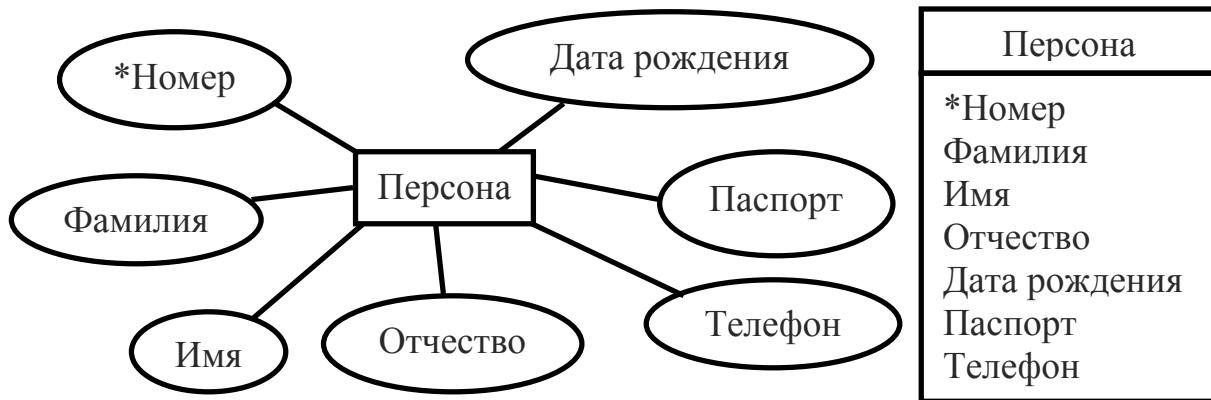 *Номер
Дата рождения
Персона
Фамилия
Паспорт
Имя
Отчество
Телефон
Персона
*Номер
Фамилия
Имя
Отчество
Дата рождения
Паспорт
Телефон